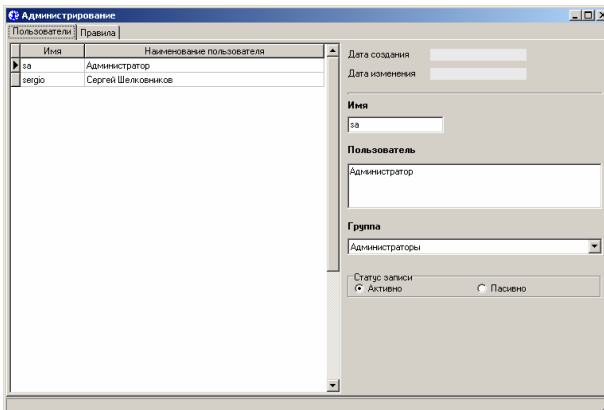 Администрирование
Пользователи Правила
Имя Наименование пользователя
sa Администратор
sergio Сергей Шелковников
Дата создания
Дата изменения
Имя
sa
Пользователь
Администратор
Группа
Администраторы
Статус записи
Активно Пасивно